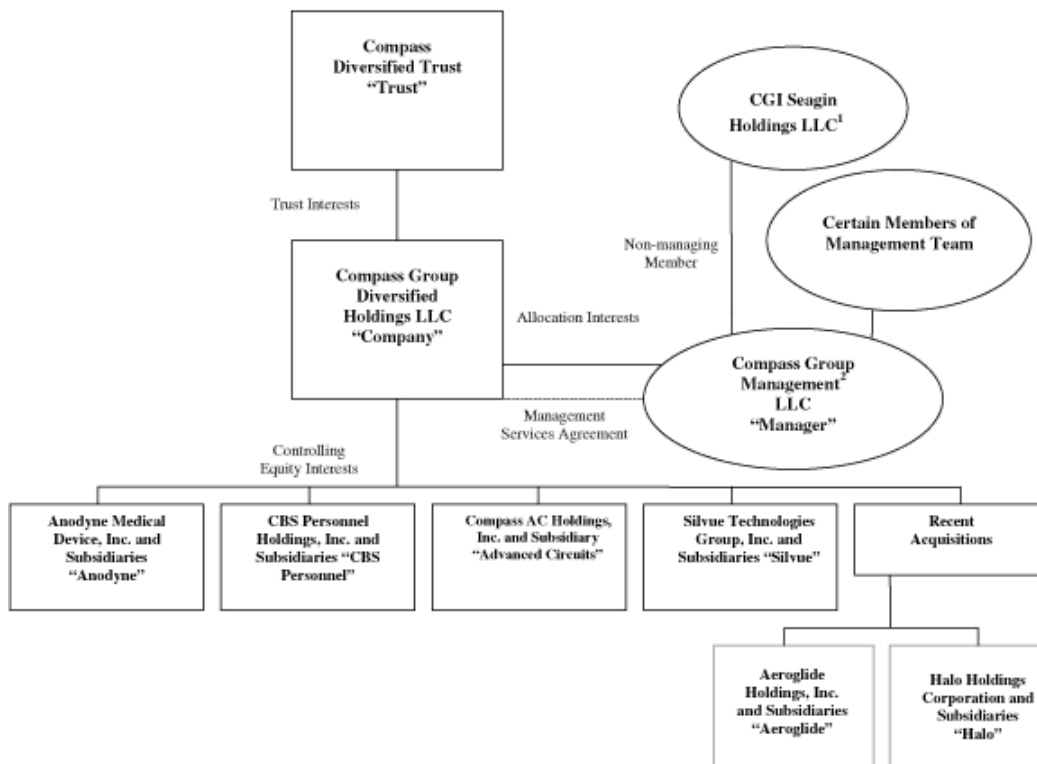 Compass
Diversified Trust
“Trust”
CGI Seagin
Holdings LLC1
Trust Interests
Certain Members of
Management Team
Non-managing
Member
Compass Group
Diversified
Holdings LLC
“Company”
Allocation Interests
Compass Group
Management2
LLC
“Manager”
Management
Services Agreement
Controlling
Equity Interests
Anodyne Medical
Device, Inc. and
Subsidiaries
“Anodyne”
CBS Personnel
Holdings, Inc. and
Subsidiaries “CBS
Personnel”
Compass AC Holdings,
Inc. and Subsidiary
“Advanced Circuits”
Silvue Technologies
Group, Inc. and
Subsidiaries “Silvue”
Recent
Acquisitions
Aeroglide
Holdings, Inc.
and Subsidiaries
“Aeroglide”
Halo Holdings
Corporation and
Subsidiaries
“Halo”